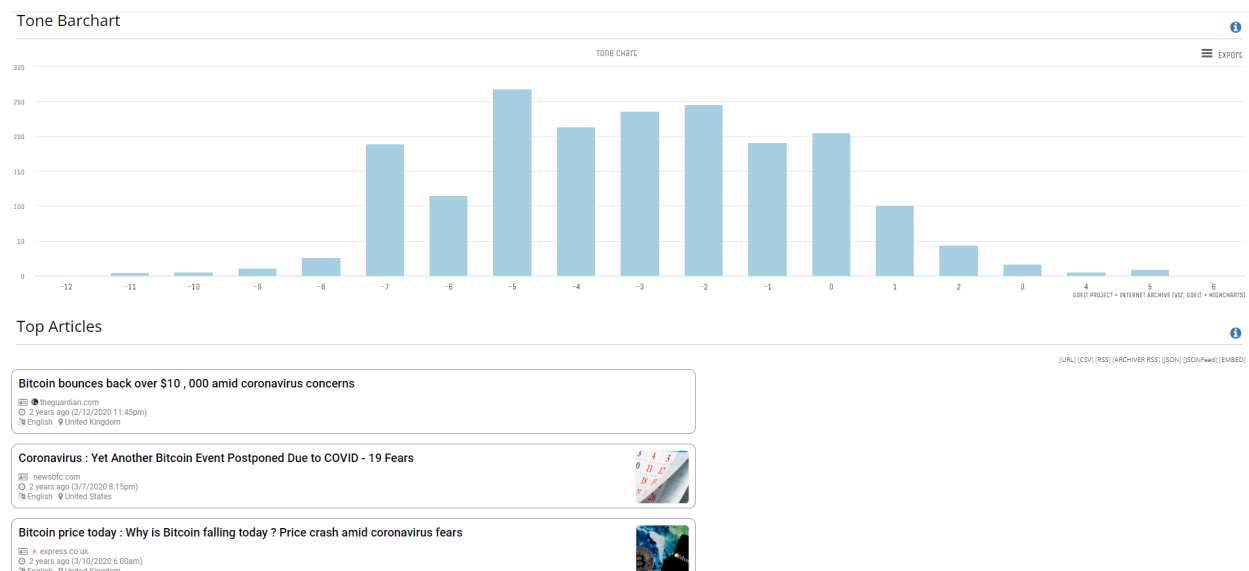 Tone Barchart
Tone Chart
EXPORT
300
250
200
150
100
50
0
-12 -11 -10 -9 -8 -7 -6 -5 -4 -3 -2 -1 0 1 2 3 4 5 6
GDELT PROJECT + INTERNET ARCHIVE (VIZ: GDELT + HIGHCHARTS)
Top Articles
[URL] [CSV] [RSS] [ARCHIVER RSS] [JSON] [JSONFeed] [EMBED]
Bitcoin bounces back over $10 , 000 amid coronavirus concerns
theguardian.com
2 years ago (2/12/2020 11:45pm)
English United Kingdom
Coronavirus : Yet Another Bitcoin Event Postponed Due to COVID - 19 Fears
newsbtc.com
2 years ago (3/7/2020 8:15pm)
English United States
Bitcoin price today : Why is Bitcoin falling today ? Price crash amid coronavirus fears
express.co.uk
2 years ago (3/10/2020 6:00am)
English United Kingdom